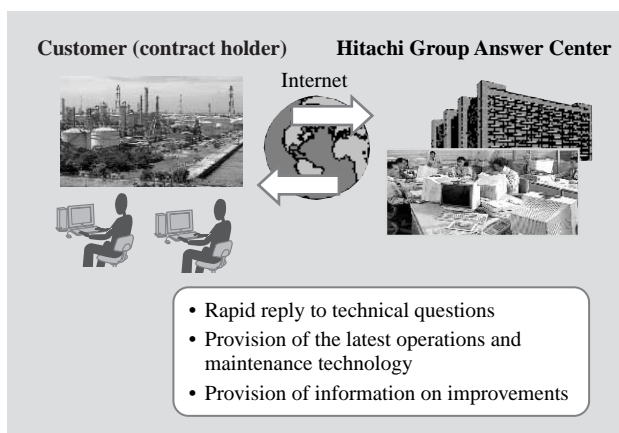 Customer (contract holder)
Hitachi Group Answer Center
Internet
• Rapid reply to technical questions
• Provision of the latest operations and
maintenance technology
• Provision of information on improvements